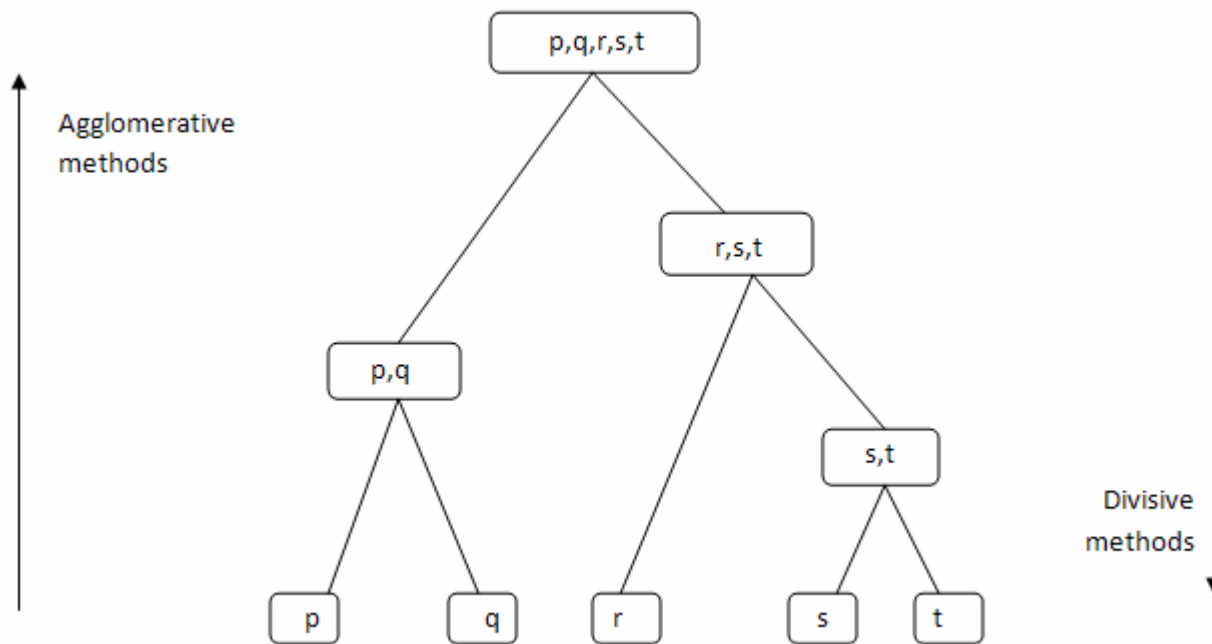 p,q,r,s,t
Agglomerative
methods
r,s,t
p,q
s,t
Divisive
methods
p
q
r
s
t